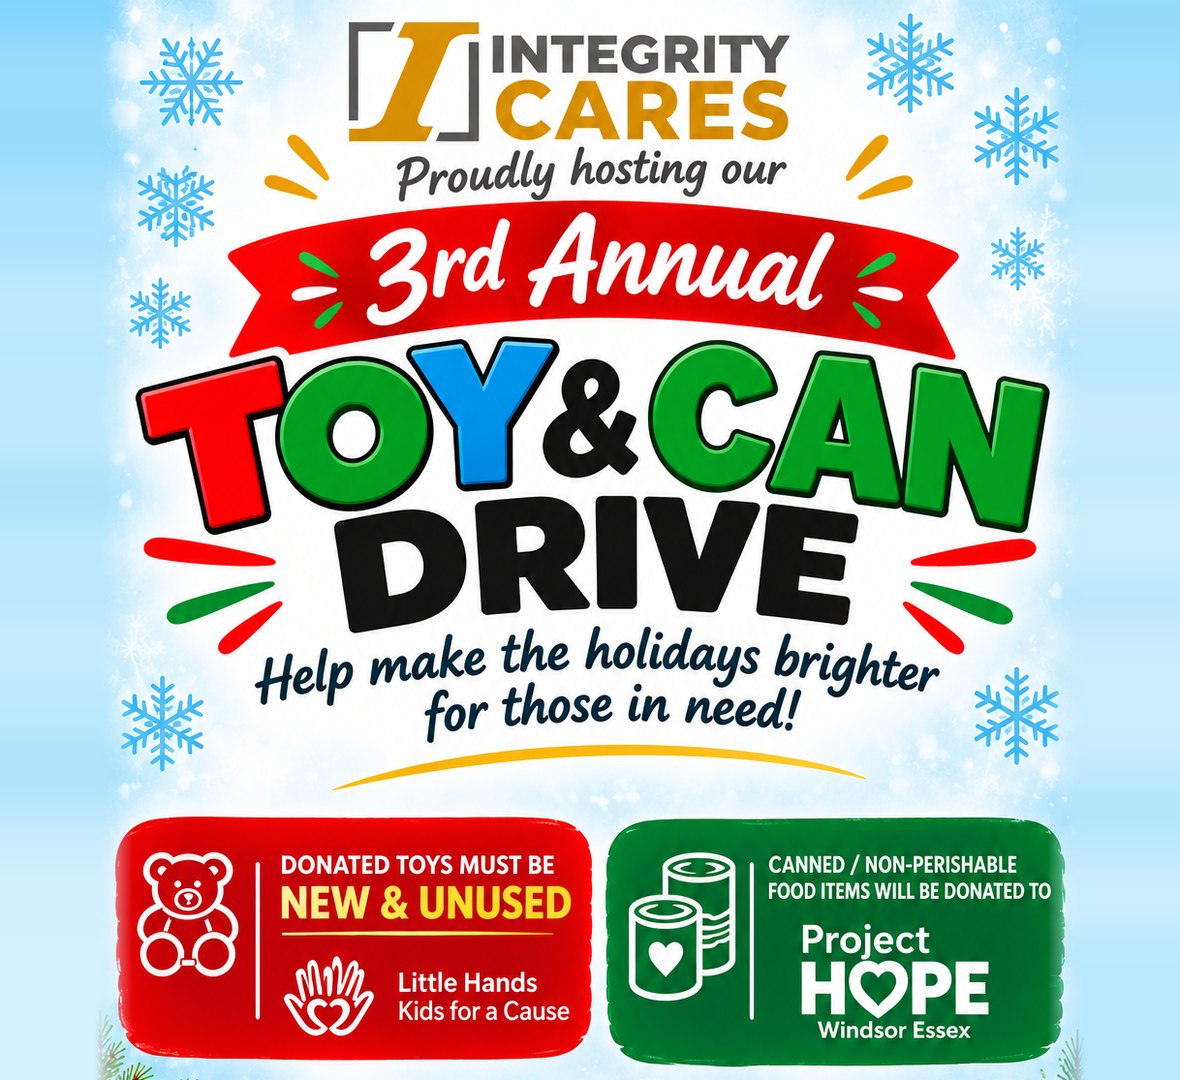 I INTEGRITY
CARES
Proudly hosting our
3rd Annual
TOY & CAN
DRIVE
Help make the holidays brighter
for those in need!
DONATED TOYS MUST BE
NEW & UNUSED
Little Hands
Kids for a Cause
CANNED / NON-PERISHABLE
FOOD ITEMS WILL BE DONATED TO
Project
HOPE
Windsor Essex